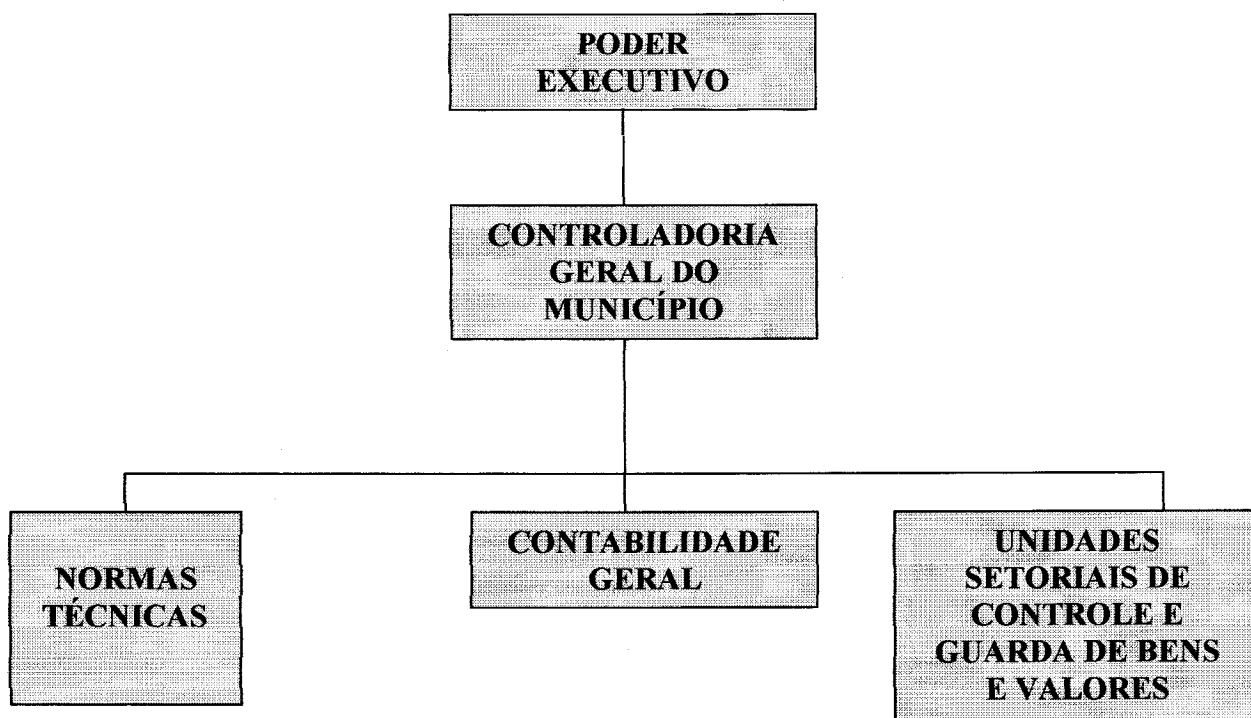 PODER
EXECUTIVO
CONTROLADORIA
GERAL DO
MUNICÍPIO
NORMAS
TÉCNICAS
CONTABILIDADE
GERAL
UNIDADES
SETORIAIS DE
CONTROLE E
GUARDA DE BENS
E VALORES